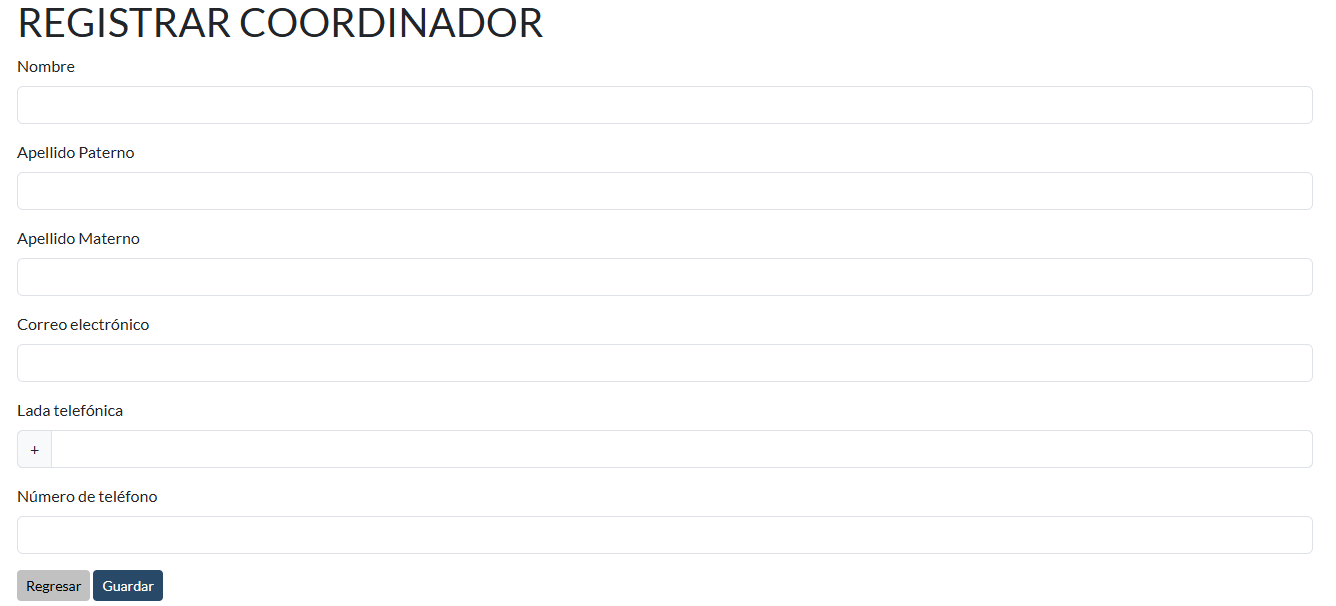 REGISTRAR COORDINADOR
Nombre
Apellido Paterno
Apellido Materno
Correo electrónico
Lada telefónica
+
Número de teléfono
Regresar Guardar